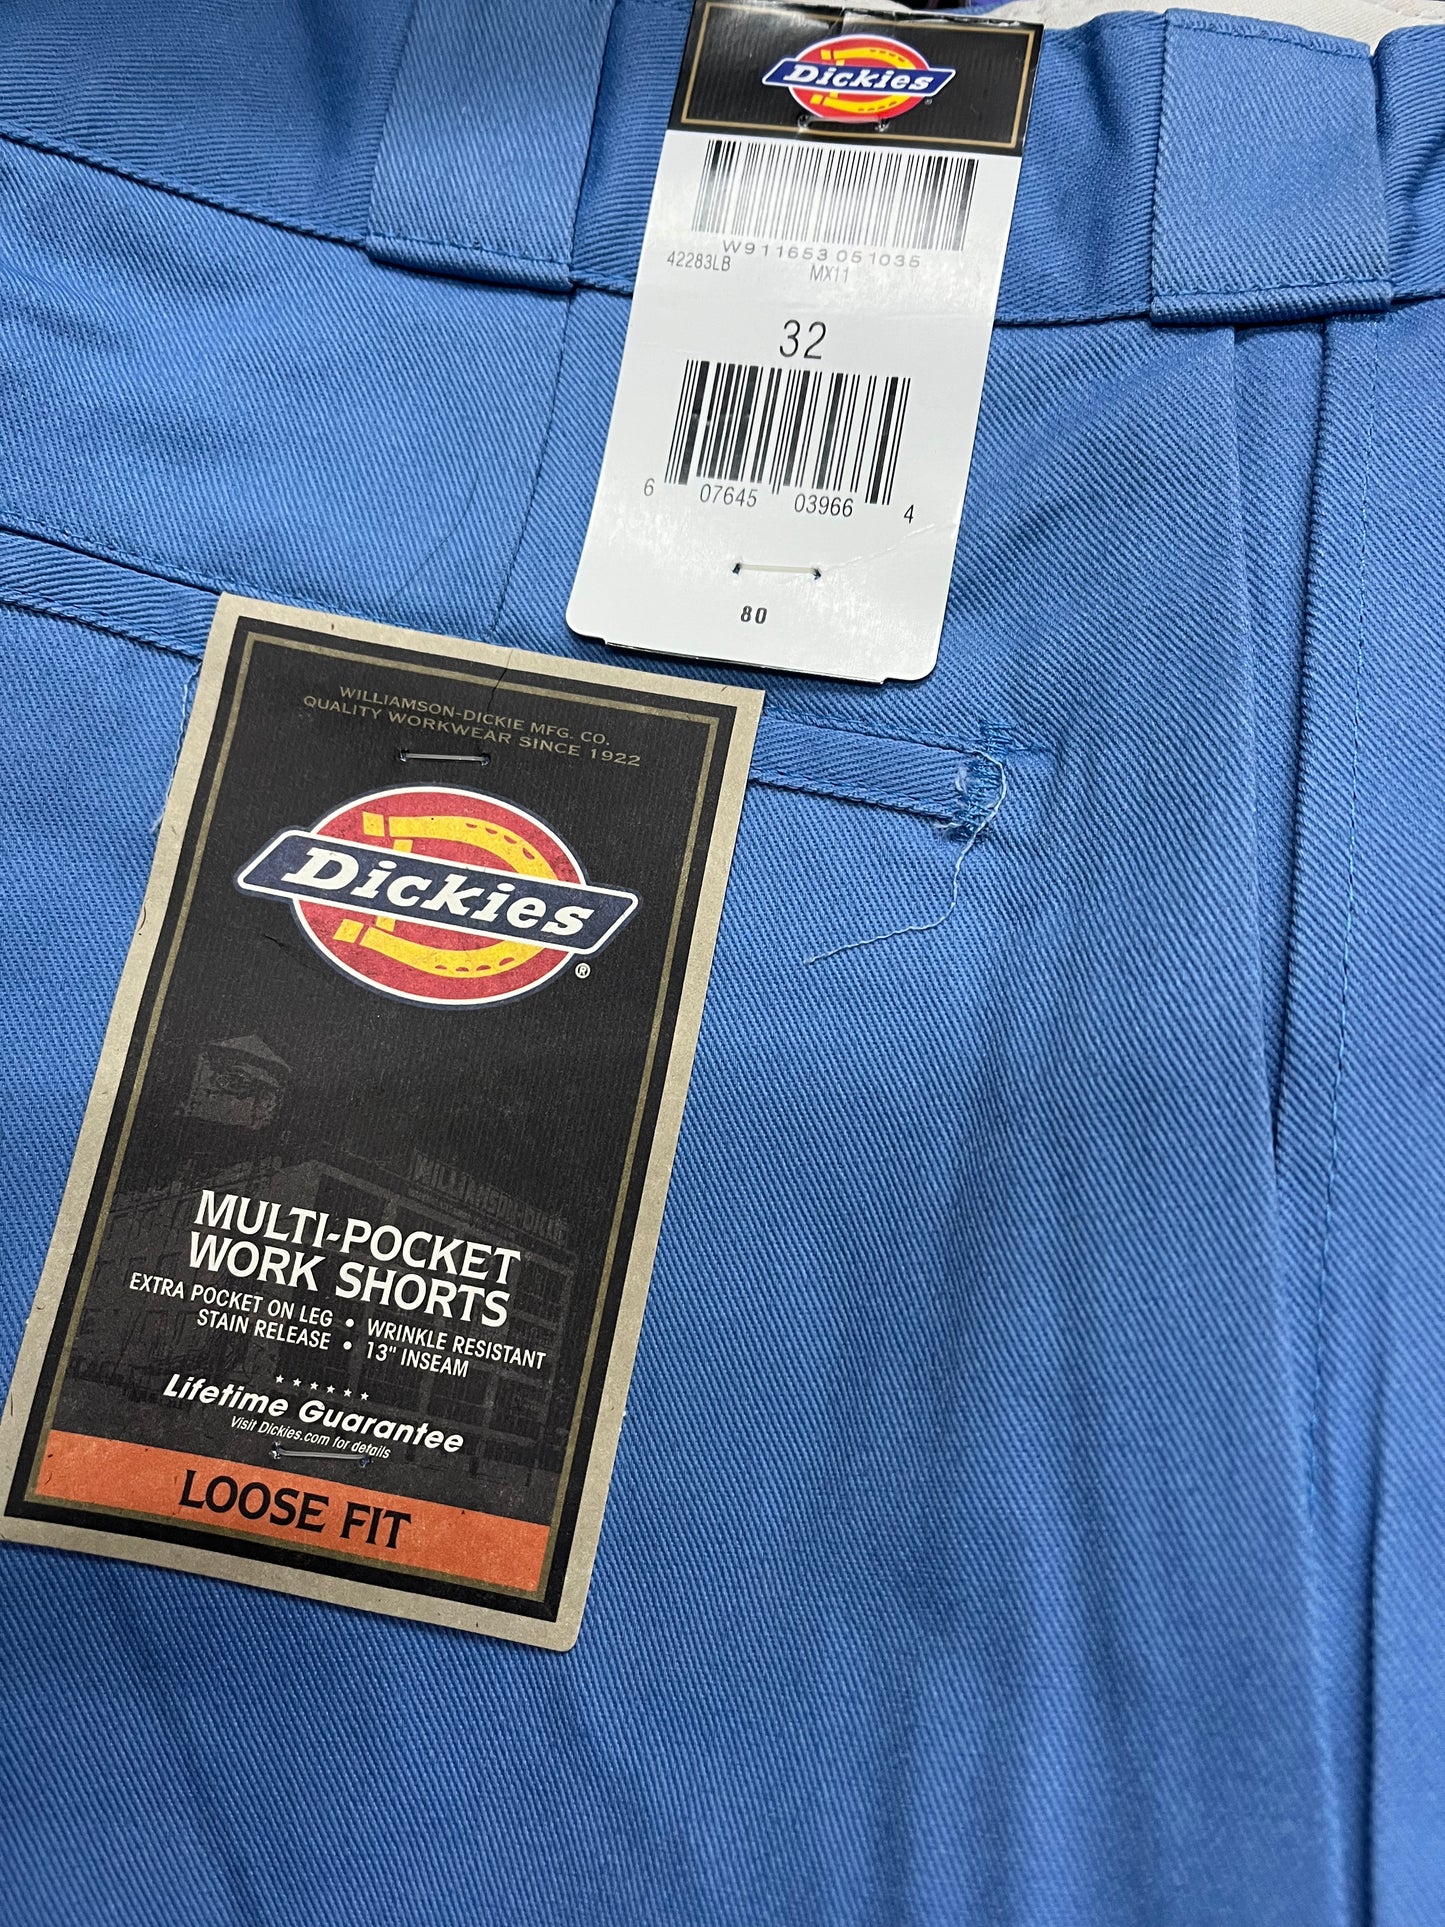 Dickies
W911653 051035
42283LB MX11
32
6 07645 03966 4
80
WILLIAMSON-DICKIE MFG. CO.
QUALITY WORKWEAR SINCE 1922
Dickies
®
MULTI-POCKET
WORK SHORTS
EXTRA POCKET ON LEG • WRINKLE RESISTANT
STAIN RELEASE • 13" INSEAM
Lifetime Guarantee
Visit Dickies.com for details
LOOSE FIT